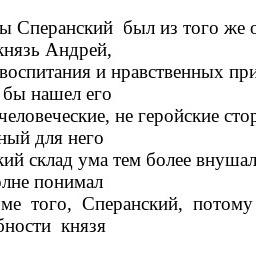 ы Сперанский был из того же о
князь Андрей,
воспитания и нравственных при
бы нашел его
человеческие, не геройские стор
ный для него
кий склад ума тем более внушал
олне понимал
ме того, Сперанский, потому
бности князя